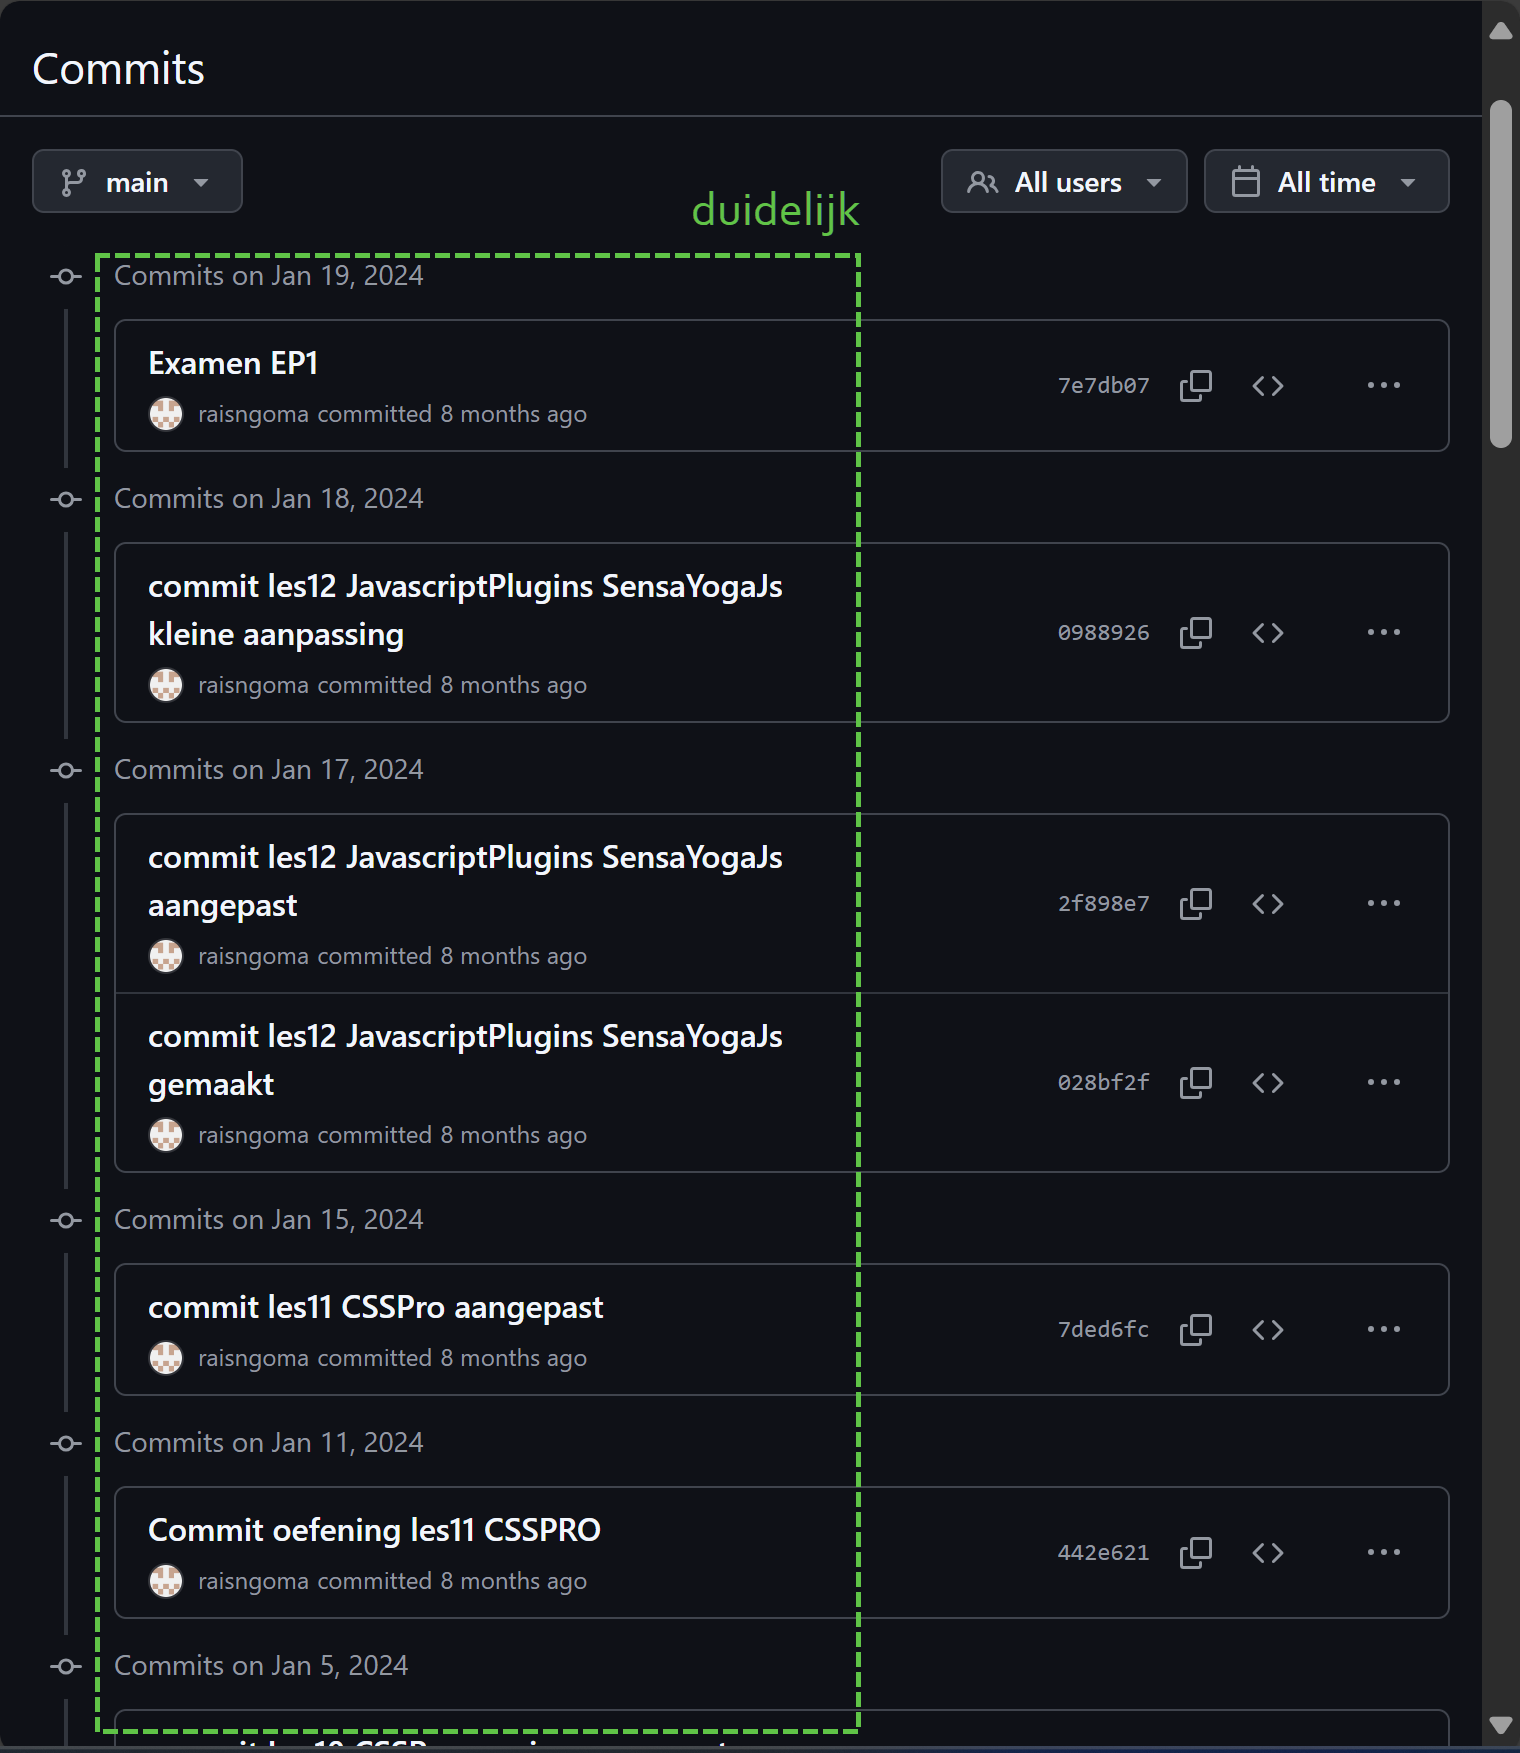 Commits
main
All users
All time
duidelijk
Commits on Jan 19, 2024
Examen EP1
7e7db07
raisngoma committed 8 months ago
Commits on Jan 18, 2024
commit les12 JavascriptPlugins SensaYogaJs
kleine aanpassing
0988926
raisngoma committed 8 months ago
Commits on Jan 17, 2024
commit les12 JavascriptPlugins SensaYogaJs
aangepast
2f898e7
raisngoma committed 8 months ago
commit les12 JavascriptPlugins SensaYogaJs
gemaakt
028bf2f
raisngoma committed 8 months ago
Commits on Jan 15, 2024
commit les11 CSSPro aangepast
7ded6fc
raisngoma committed 8 months ago
Commits on Jan 11, 2024
Commit oefening les11 CSSPRO
442e621
raisngoma committed 8 months ago
Commits on Jan 5, 2024